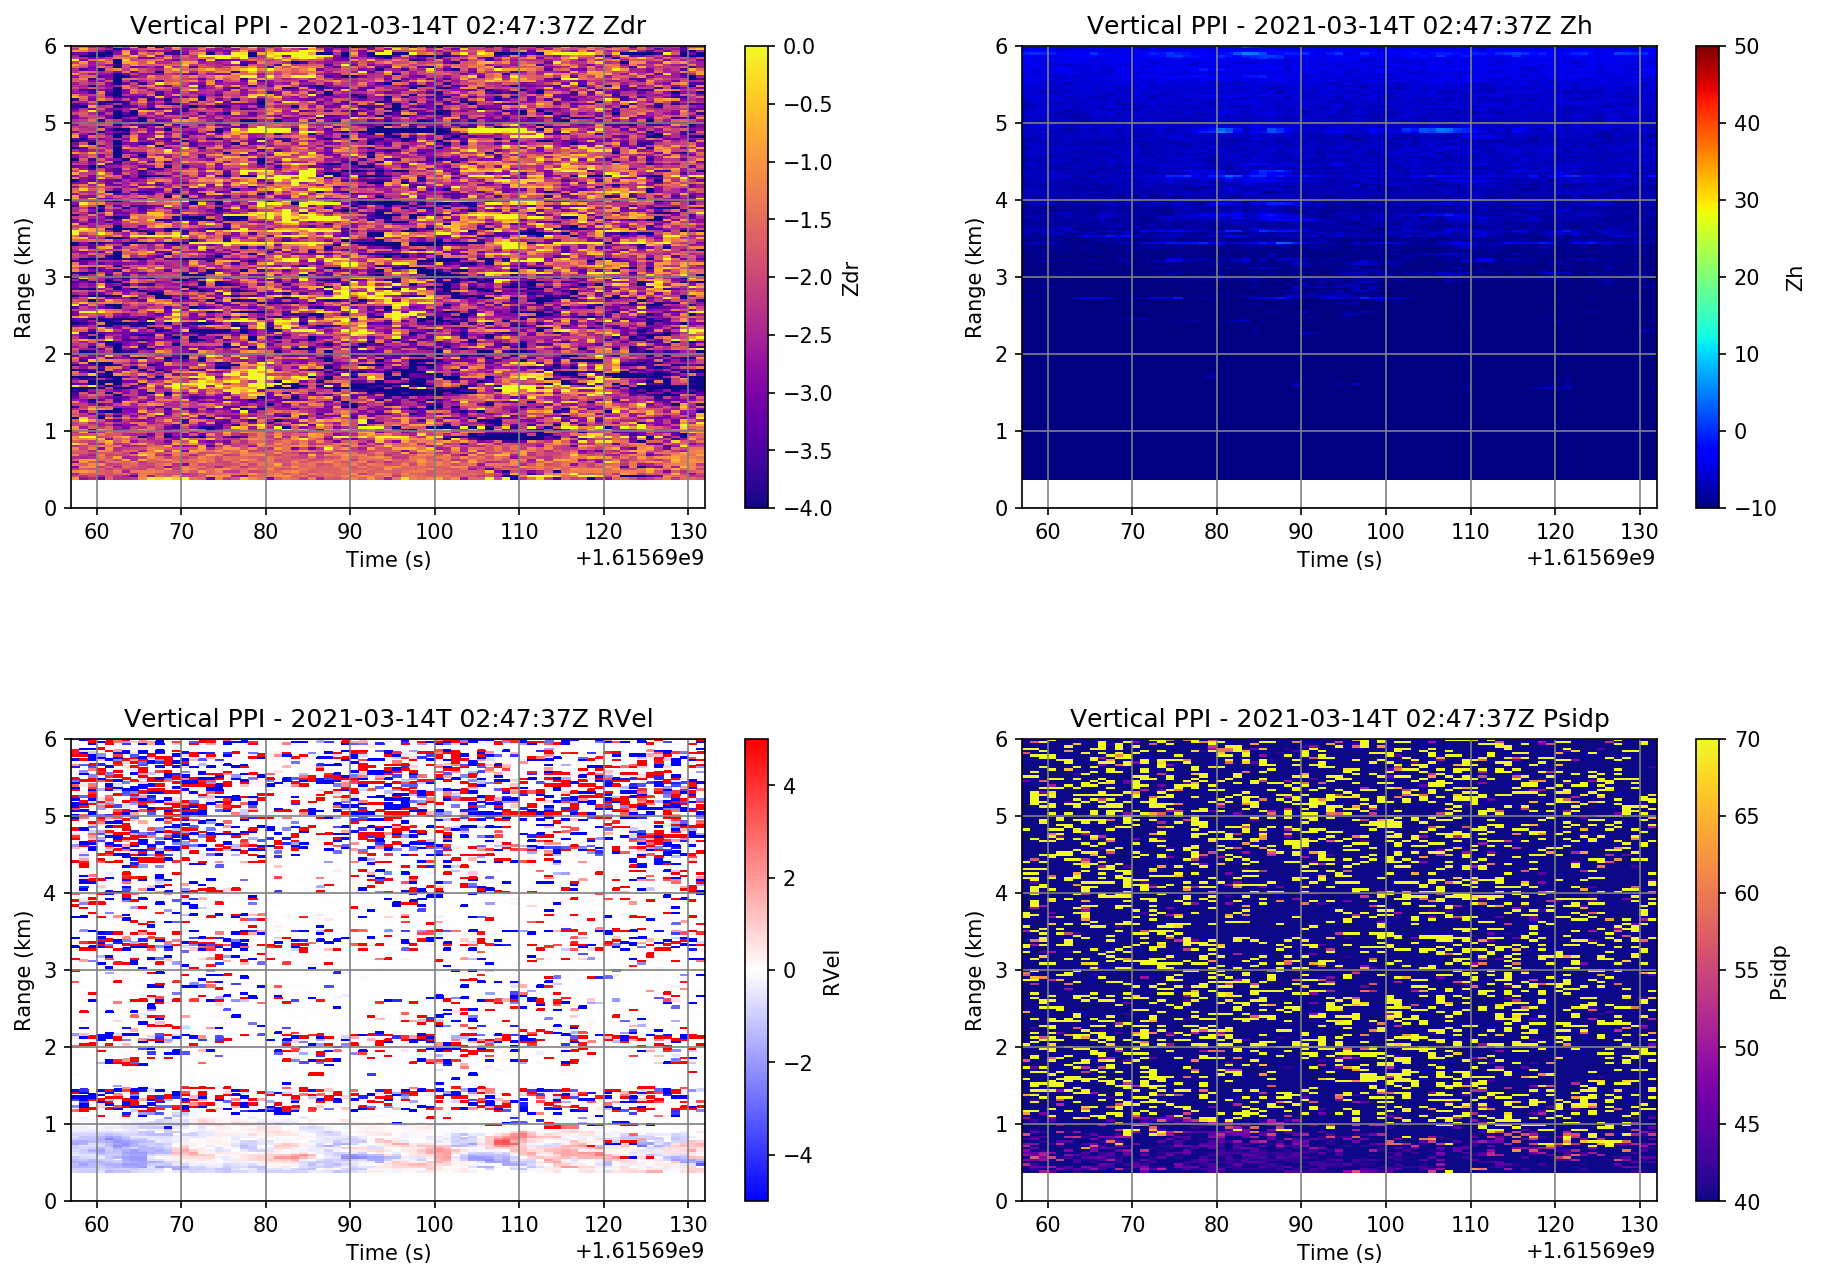 Vertical PPI - 2021-03-14T 02:47:37Z Zdr
6
5
4
3
2
1
0
Range (km)
60 70 80 90 100 110 120 130
Time (s)
+1.61569e9
0.0
−0.5
−1.0
−1.5
−2.0
−2.5
−3.0
−3.5
−4.0
Zdr
Vertical PPI - 2021-03-14T 02:47:37Z Zh
6
5
4
3
2
1
0
Range (km)
60 70 80 90 100 110 120 130
Time (s)
+1.61569e9
50
40
30
20
10
0
−10
Zh
Vertical PPI - 2021-03-14T 02:47:37Z RVel
6
5
4
3
2
1
0
Range (km)
60 70 80 90 100 110 120 130
Time (s)
+1.61569e9
4
2
0
−2
−4
RVel
Vertical PPI - 2021-03-14T 02:47:37Z Psidp
6
5
4
3
2
1
0
Range (km)
60 70 80 90 100 110 120 130
Time (s)
+1.61569e9
70
65
60
55
50
45
40
Psidp